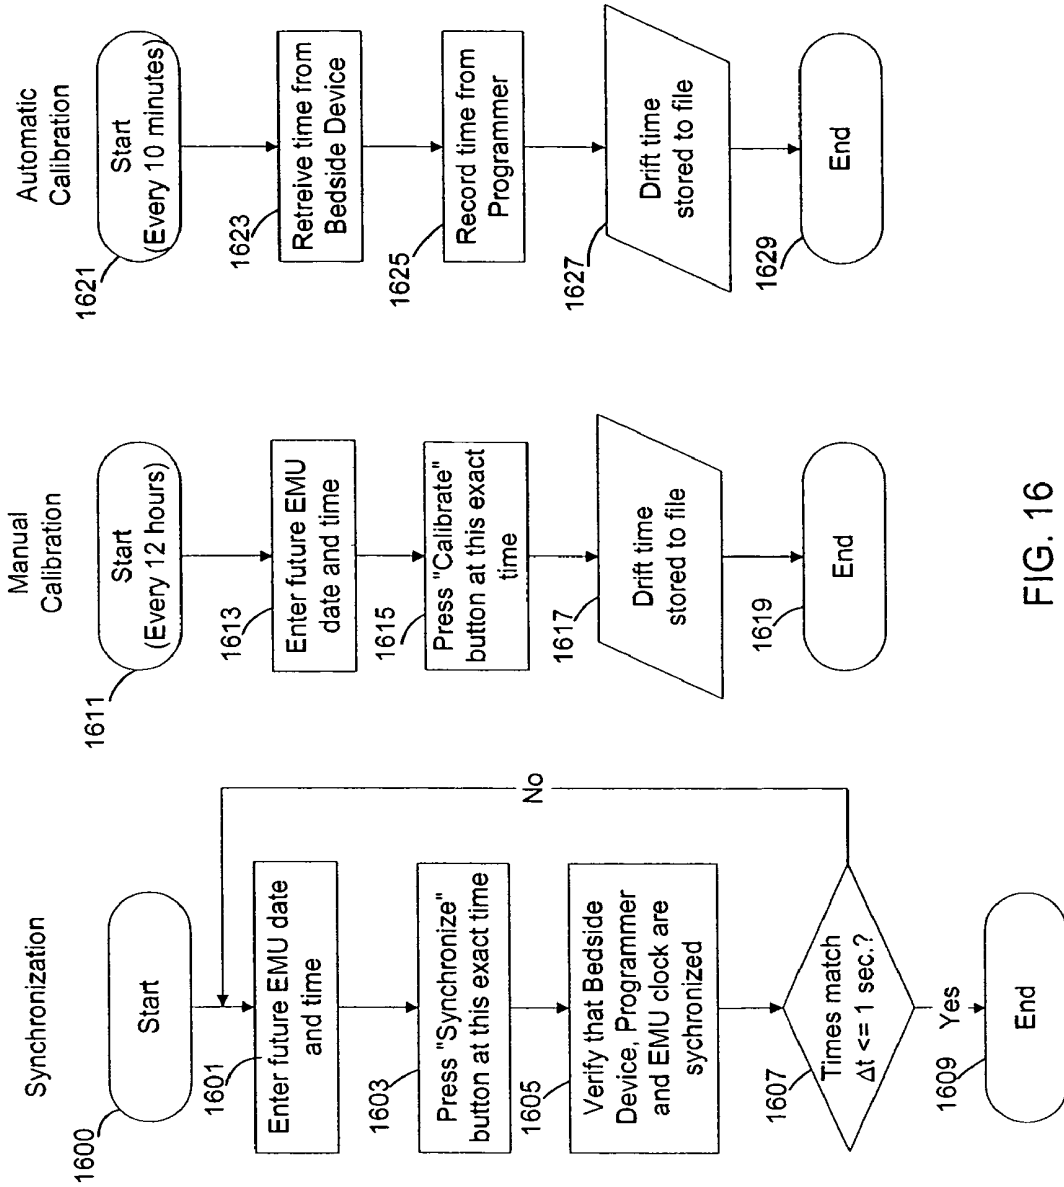 Synchronization
1600
Start
1601
Enter future EMU date
and time
1603
Press "Synchronize"
button at this exact time
1605
Verify that Bedside
Device, Programmer
and EMU clock are
sychronized
1607
Times match
Δt <= 1 sec.?
No
Yes
1609
End
Manual
Calibration
1611
Start
(Every 12 hours)
1613
Enter future EMU
date and time
1615
Press "Calibrate"
button at this exact
time
1617
Drift time
stored to file
1619
End
Automatic
Calibration
1621
Start
(Every 10 minutes)
1623
Retreive time from
Bedside Device
1625
Record time from
Programmer
1627
Drift time
stored to file
1629
End
FIG. 16